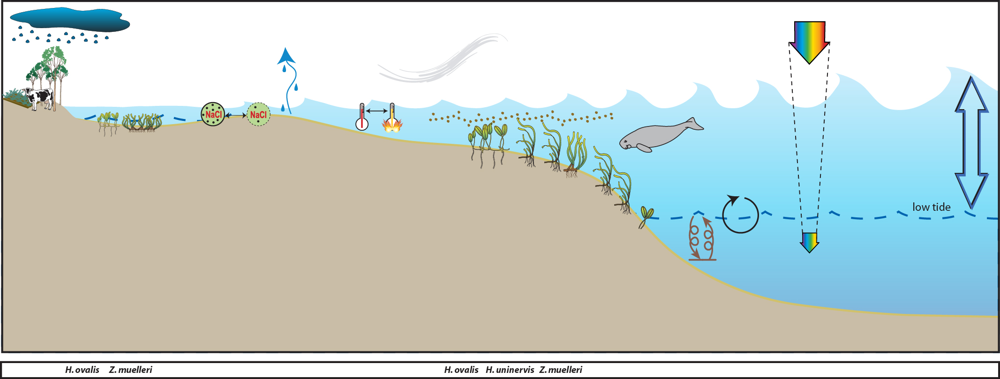 NaCl
NaCl
low tide
H. ovalis Z. muelleri
H. ovalis H. uninervis Z. muelleri